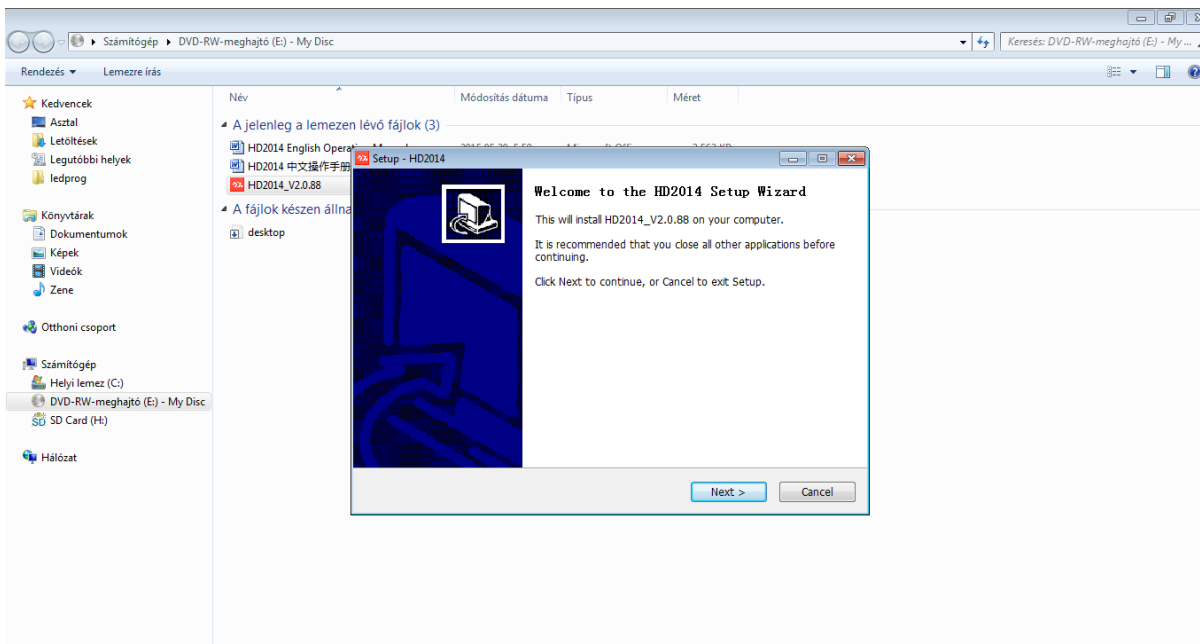 Számítógép ▸ DVD-RW-meghajtó (E:) - My Disc
Keresés: DVD-RW-meghajtó (E:) - My ...
Rendezés
Lemezre írás
Kedvencek
Asztal
Letöltések
Legutóbbi helyek
ledprog
Könyvtárak
Dokumentumok
Képek
Videók
Zene
Otthoni csoport
Számítógép
Helyi lemez (C:)
DVD-RW-meghajtó (E:) - My Disc
SD Card (H:)
Hálózat
Név Módosítás dátuma Típus Méret
A jelenleg a lemezen lévő fájlok (3)
HD2014 English
HD2014 中文操作手册
HD2014_V2.0.88
A fájlok készen
desktop
Setup - HD2014
Welcome to the HD2014 Setup Wizard
This will install HD2014_V2.0.88 on your computer.
It is recommended that you close all other applications before
continuing.
Click Next to continue, or Cancel to exit Setup.
Next >
Cancel